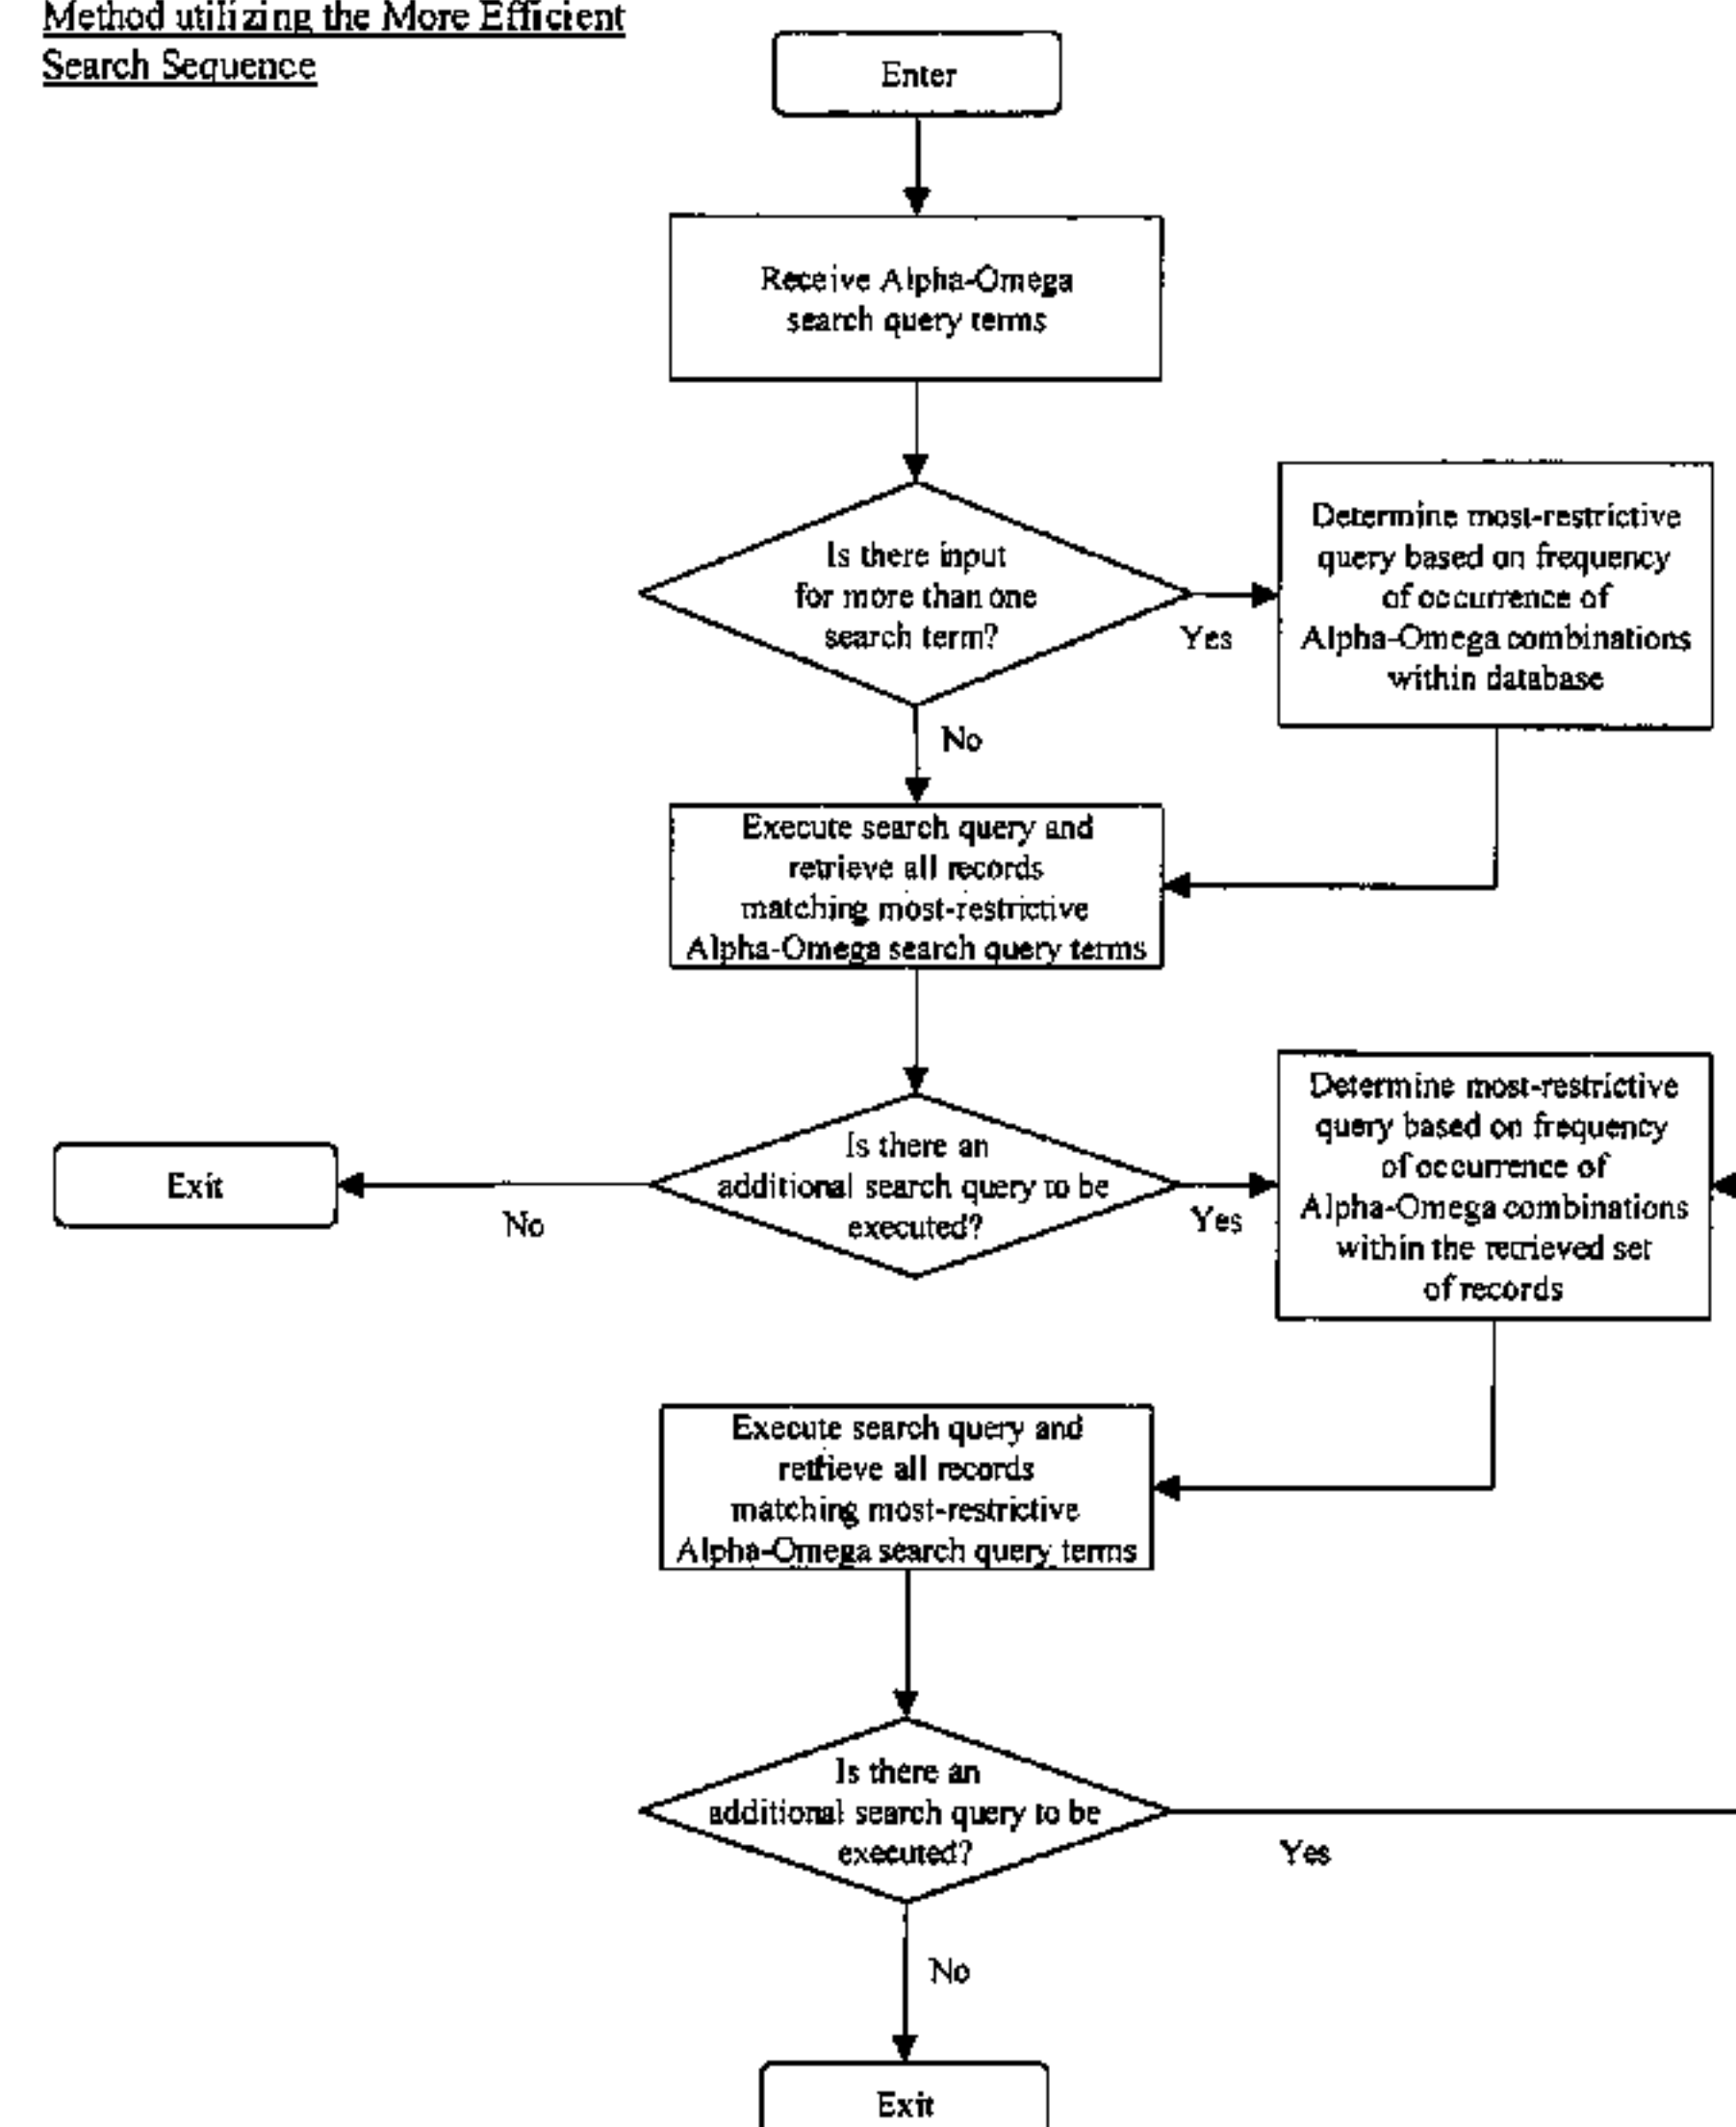 Method utilizing the More Efficient
Search Sequence
Enter
Receive Alpha-Omega
search query terms
Is there input
for more than one
search term?
Yes
Determine most-restrictive
query based on frequency
of occurrence of
Alpha-Omega combinations
within database
No
Execute search query and
retrieve all records
matching most-restrictive
Alpha-Omega search query terms
Exit
No
Is there an
additional search query to be
executed?
Yes
Determine most-restrictive
query based on frequency
of occurrence of
Alpha-Omega combinations
within the retrieved set
of records
Execute search query and
retrieve all records
matching most-restrictive
Alpha-Omega search query terms
Is there an
additional search query to be
executed?
Yes
No
Exit